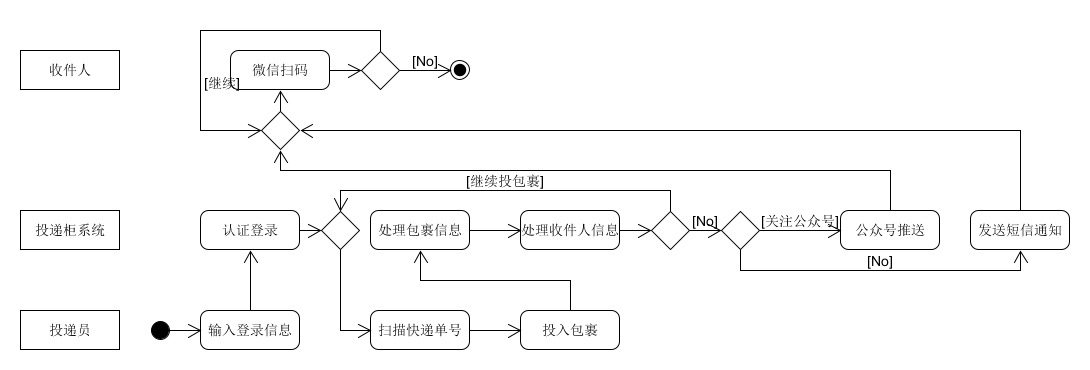 收件人
微信扫码
[No]
[继续]
[继续投包裹]
投递柜系统
认证登录
处理包裹信息
处理收件人信息
[No]
[关注公众号]
公众号推送
发送短信通知
[No]
投递员
输入登录信息
扫描快递单号
投入包裹